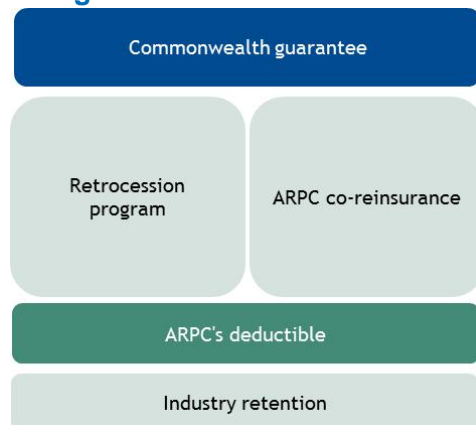 Commonwealth guarantee
Retrocession
program
ARPC co-reinsurance
ARPC's deductible
Industry retention